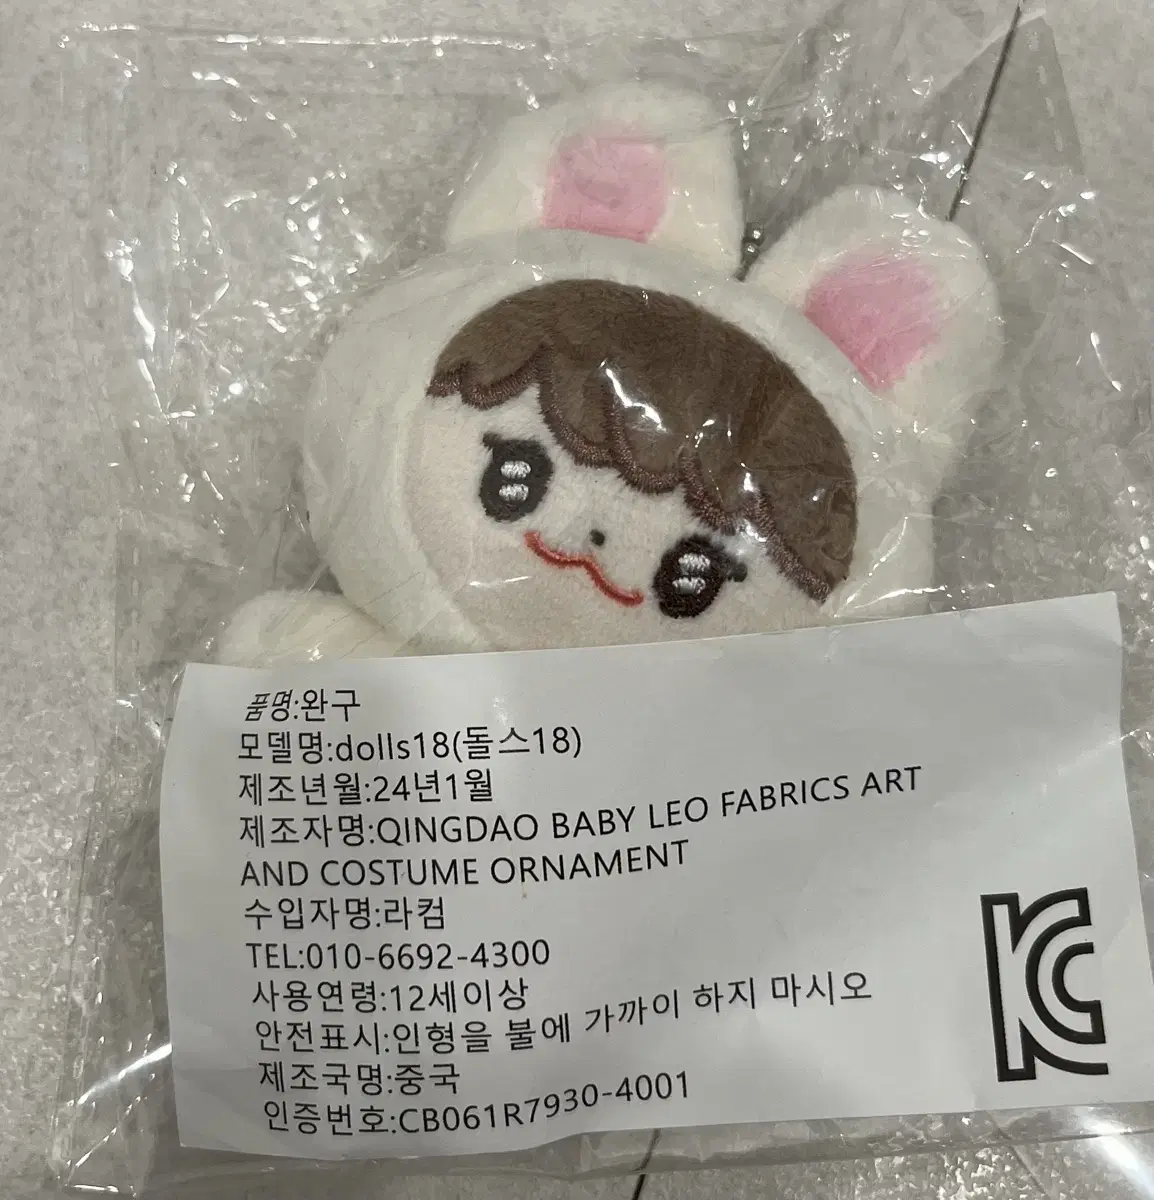 품명:완구
모델명:dolls18(돌스18)
제조년월:24년1월
제조자명:QINGDAO BABY LEO FABRICS ART
AND COSTUME ORNAMENT
수입자명:라컴
TEL:010-6692-4300
사용연령:12세이상
안전표시:인형을 불에 가까이 하지 마시오
제조국명:중국
인증번호:CB061R7930-4001
KC